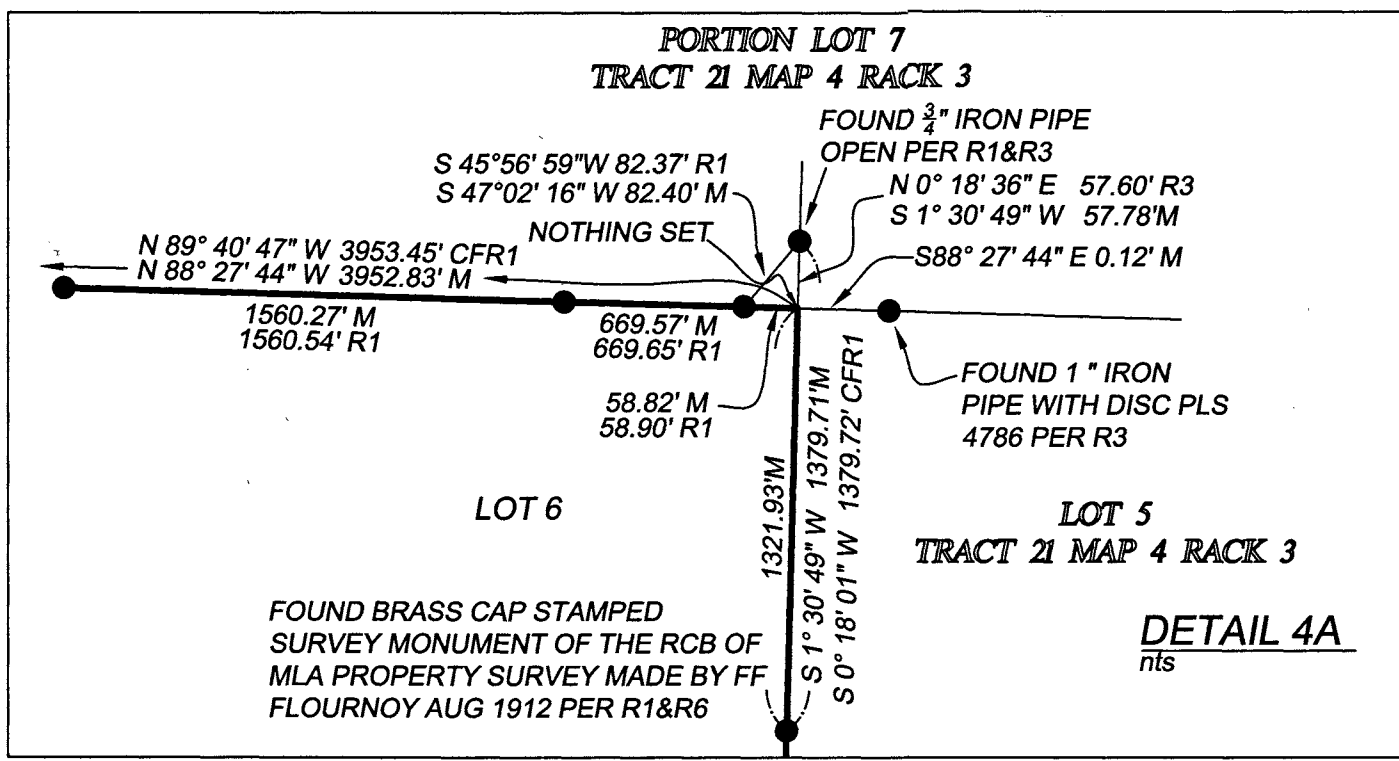 PORTION LOT 7
TRACT 21 MAP 4 RACK 3
FOUND 3/4" IRON PIPE
OPEN PER R1&R3
S 45°56' 59"W 82.37' R1
S 47°02' 16" W 82.40' M
N 0° 18' 36" E 57.60' R3
S 1° 30' 49" W 57.78'M
NOTHING SET
S88° 27' 44" E 0.12' M
N 89° 40' 47" W 3953.45' CFR1
N 88° 27' 44" W 3952.83' M
1560.27' M
1560.54' R1
669.57' M
669.65' R1
58.82' M
58.90' R1
FOUND 1 " IRON
PIPE WITH DISC PLS
4786 PER R3
1321.93'M
S 1° 30' 49" W 1379.71'M
S 0° 18' 01" W 1379.72' CFR1
LOT 6
LOT 5
TRACT 21 MAP 4 RACK 3
FOUND BRASS CAP STAMPED
SURVEY MONUMENT OF THE RCB OF
MLA PROPERTY SURVEY MADE BY FF
FLOURNOY AUG 1912 PER R1&R6
DETAIL 4A
nts